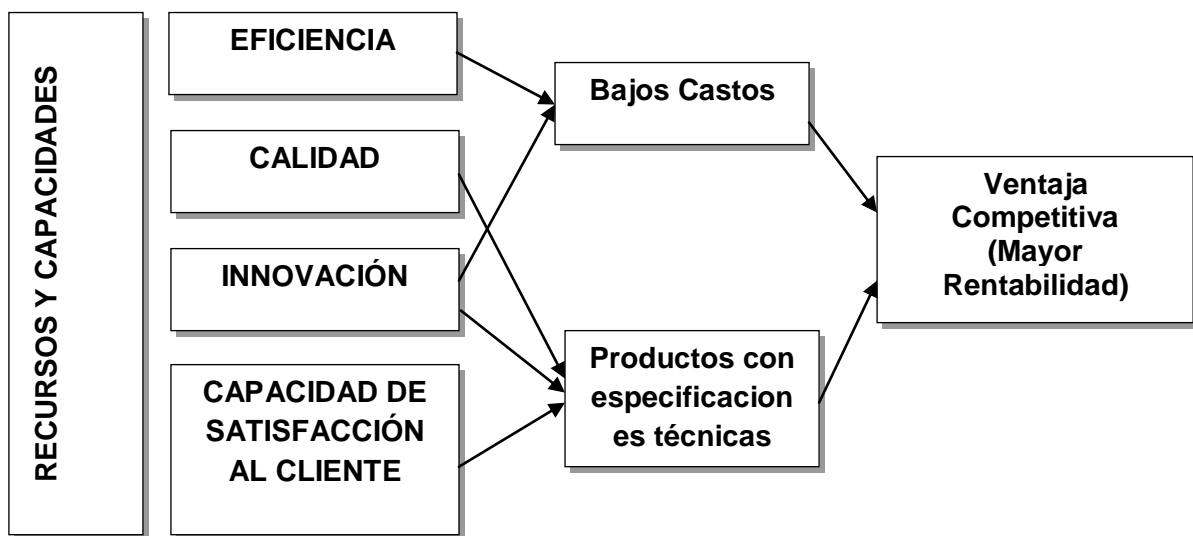 RECURSOS Y CAPACIDADES
EFICIENCIA
CALIDAD
INNOVACIÓN
CAPACIDAD DE
SATISFACCIÓN
AL CLIENTE
Bajos Castos
Productos con
especificacion
es técnicas
Ventaja
Competitiva
(Mayor
Rentabilidad)